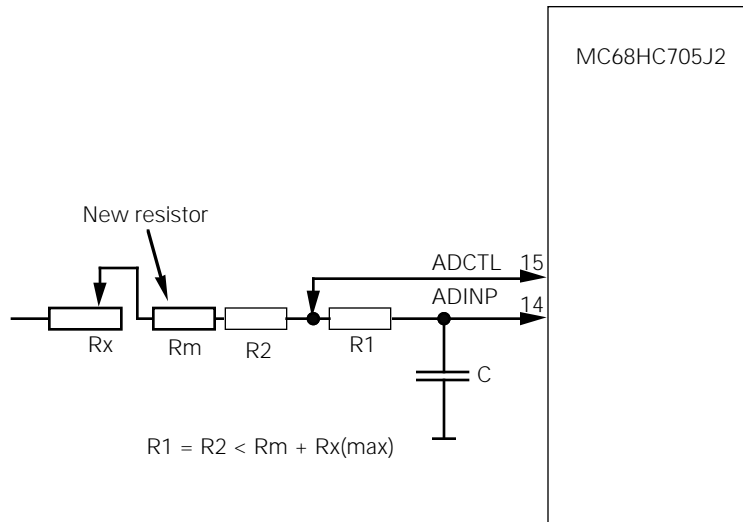 MC68HC705J2
New resistor
ADCTL 15
ADINP 14
Rx Rm R2 R1
C
R1 = R2 < Rm + Rx(max)